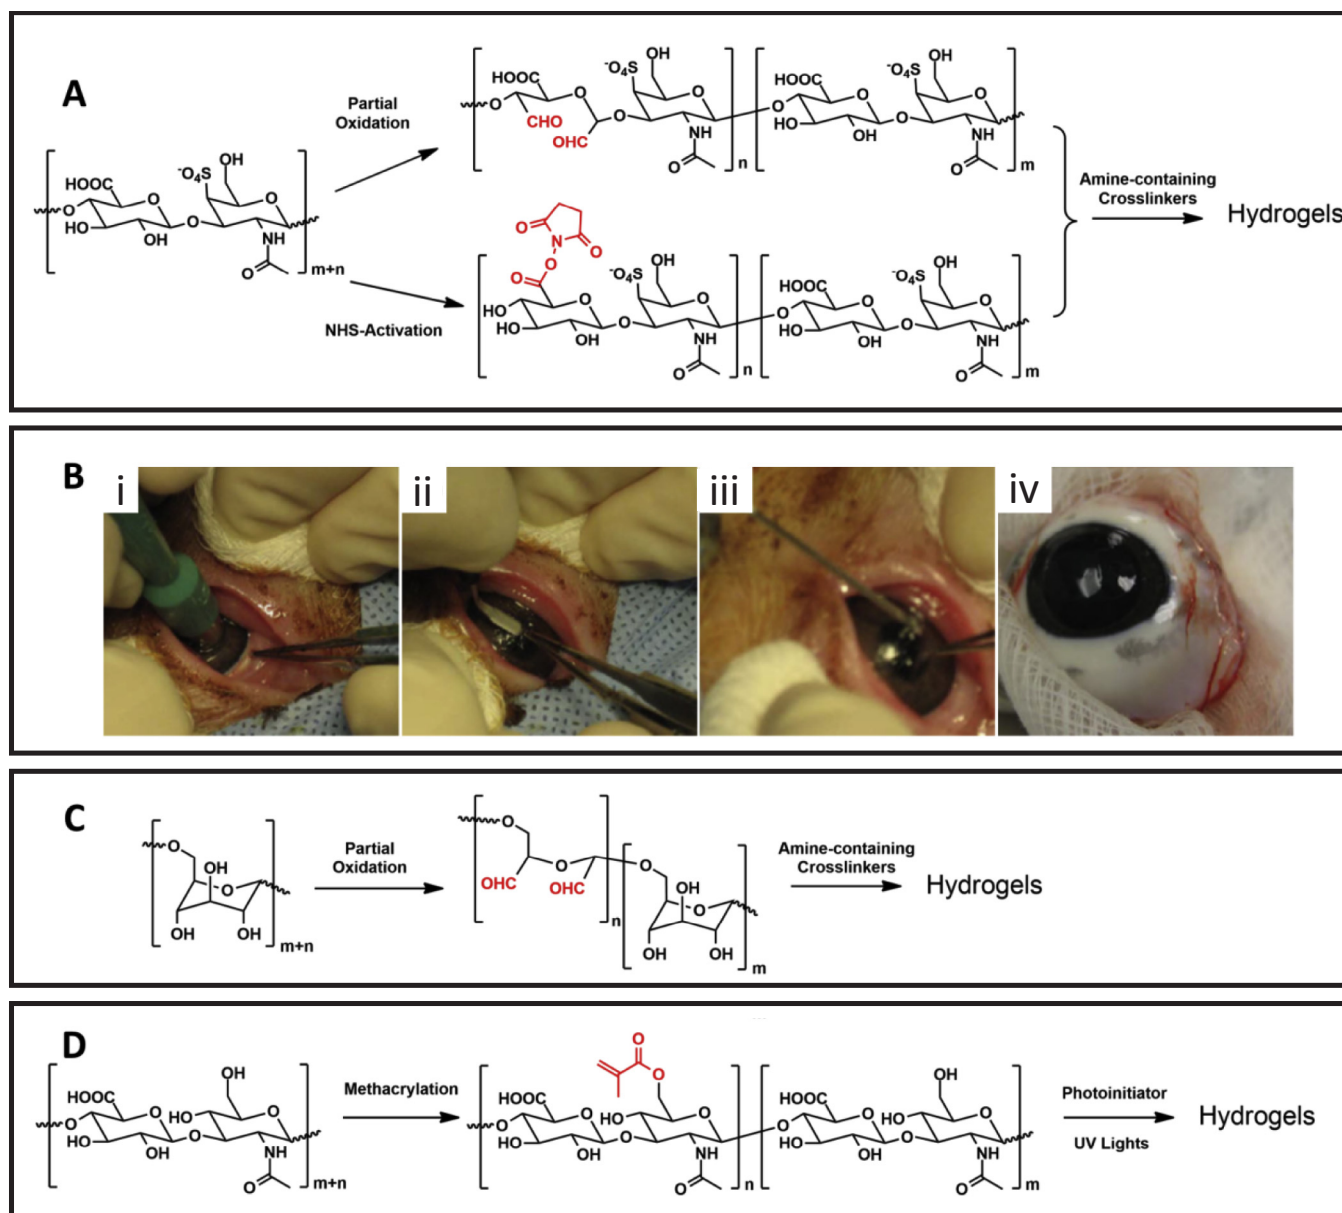 A
Partial
Oxidation
HOOC
O
CHO
OHC
O
O
⁻O₄S
OH
O
NH
O
n
O
HOOC
HO
O
OH
O
⁻O₄S
OH
O
NH
O
m
HOOC
O
HO
O
OH
O
⁻O₄S
OH
O
NH
O
m+n
Amine-containing
Crosslinkers
Hydrogels
NHS-Activation
O
N
O
O
O
HO
HO
O
OH
O
⁻O₄S
OH
O
NH
O
n
O
HOOC
HO
O
OH
O
⁻O₄S
OH
O
NH
O
m
B
i
ii
iii
iv
C
O
OH
O
OH
OH
m+n
Partial
Oxidation
O
OHC
O
OHC
n
O
OH
O
OH
OH
m
Amine-containing
Crosslinkers
Hydrogels
D
HOOC
O
HO
O
OH
O
HO
OH
O
NH
O
m+n
Methacrylation
O
O
HOOC
O
HO
O
OH
O
HO
O
NH
O
n
HOOC
O
HO
O
OH
O
HO
OH
O
NH
O
m
Photoinitiator
UV Lights
Hydrogels